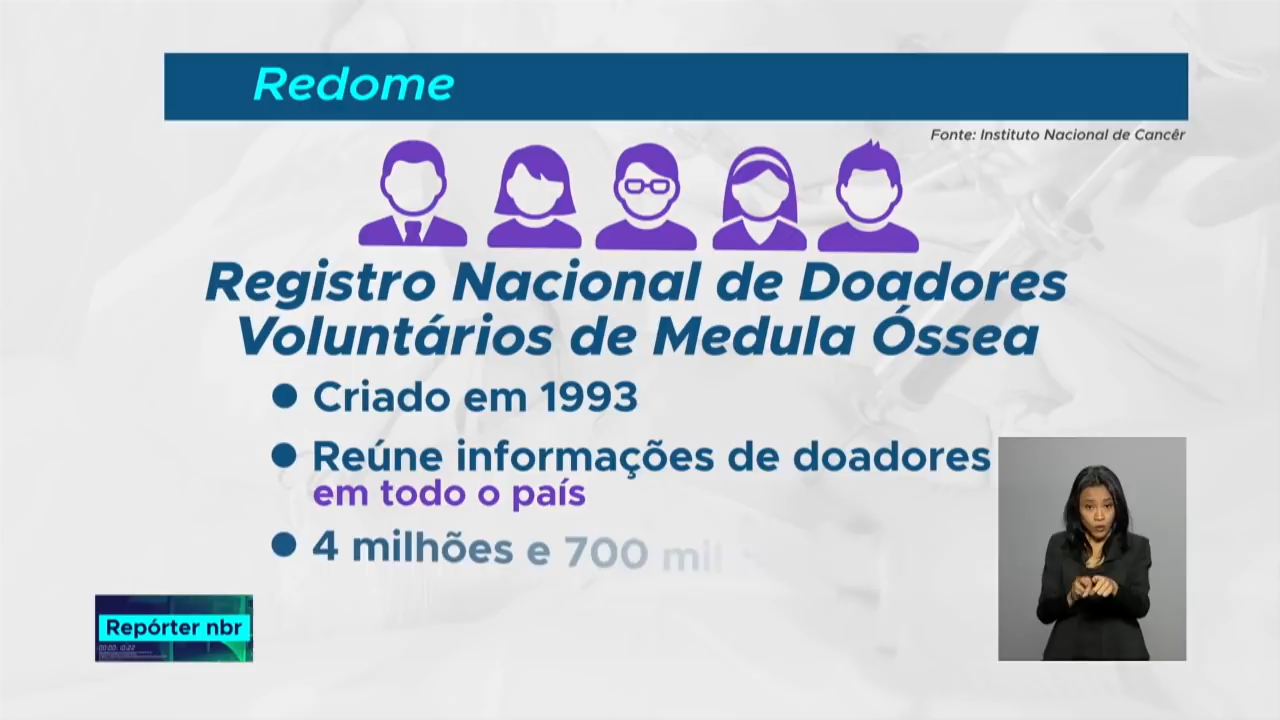 Redome
Fonte: Instituto Nacional de Cancêr
Registro Nacional de Doadores
Voluntários de Medula Óssea
Criado em 1993
Reúne informações de doadores
em todo o país
4 milhões e 700 mil
Repórter nbr